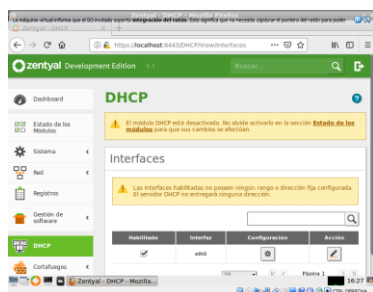 La máquina virtual informa que el SO invitado soporta integración del ratón. Esto significa que no necesita capturar el puntero del ratón para poder
Zentyal - DHCP
https://localhost:8443/DHCP/View/Interfaces
zentyal Development Edition 5.1
Buscar...
Dashboard
Estado de los Módulos
Sistema
Red
Registros
Gestión de software
DHCP
Cortafuegos
DHCP
El módulo DHCP está desactivado. No olvide activarlo en la sección Estado de los
módulos para que sus cambios se efectúen.
Interfaces
Las interfaces habilitadas no poseen ningún rango o dirección fija configurada.
El servidor DHCP no entregará ninguna dirección.
Habilitado Interfaz Configuración Acción
eth0
10
Página 1
Zentyal - DHCP - Mozilla...
16:27